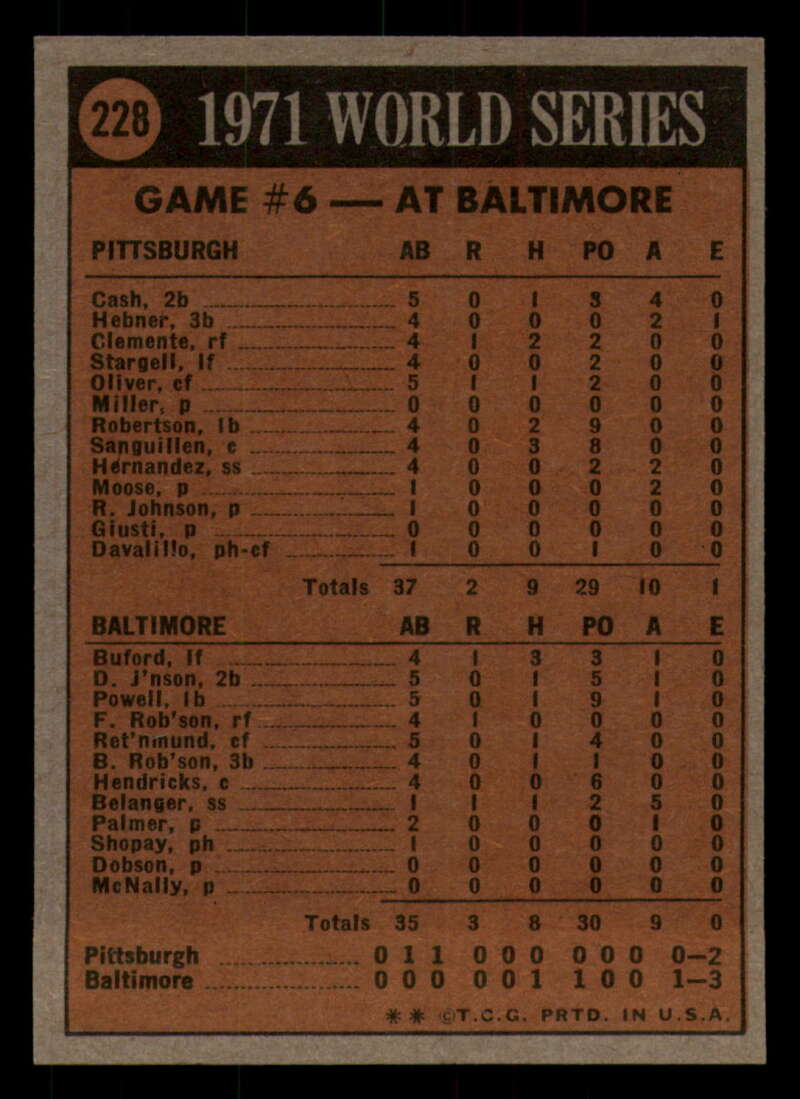 228 1971 WORLD SERIES
GAME #6 — AT BALTIMORE
PITTSBURGH AB R H PO A E
Cash, 2b 5 0 1 3 4 0
Hebner, 3b 4 0 0 0 2 1
Clemente, rf 4 1 2 2 0 0
Stargell, lf 4 0 0 2 0 0
Oliver, cf 5 1 1 2 0 0
Miller, p 0 0 0 0 0 0
Robertson, 1b 4 0 2 9 0 0
Sanguillen, c 4 0 3 8 0 0
Hernandez, ss 4 0 0 2 2 0
Moose, p 1 0 0 0 2 0
R. Johnson, p 1 0 0 0 0 0
Giusti, p 0 0 0 0 0 0
Davalillo, ph-cf 1 0 0 1 0 0
Totals 37 2 9 29 10 1
BALTIMORE AB R H PO A E
Buford, lf 4 1 3 3 1 0
D. J'nson, 2b 5 0 1 5 1 0
Powell, 1b 5 0 1 9 1 0
F. Rob'son, rf 4 1 0 0 0 0
Ret'nmund, cf 5 0 1 4 0 0
B. Rob'son, 3b 4 0 1 1 0 0
Hendricks, c 4 0 0 6 0 0
Belanger, ss 1 1 1 2 5 0
Palmer, p 2 0 0 0 1 0
Shopay, ph 1 0 0 0 0 0
Dobson, p 0 0 0 0 0 0
McNally, p 0 0 0 0 0 0
Totals 35 3 8 30 9 0
Pittsburgh 0 1 1 0 0 0 0 0 0 0—2
Baltimore 0 0 0 0 0 1 1 0 0 1—3
** ©T.C.G. PRTD. IN U.S.A.